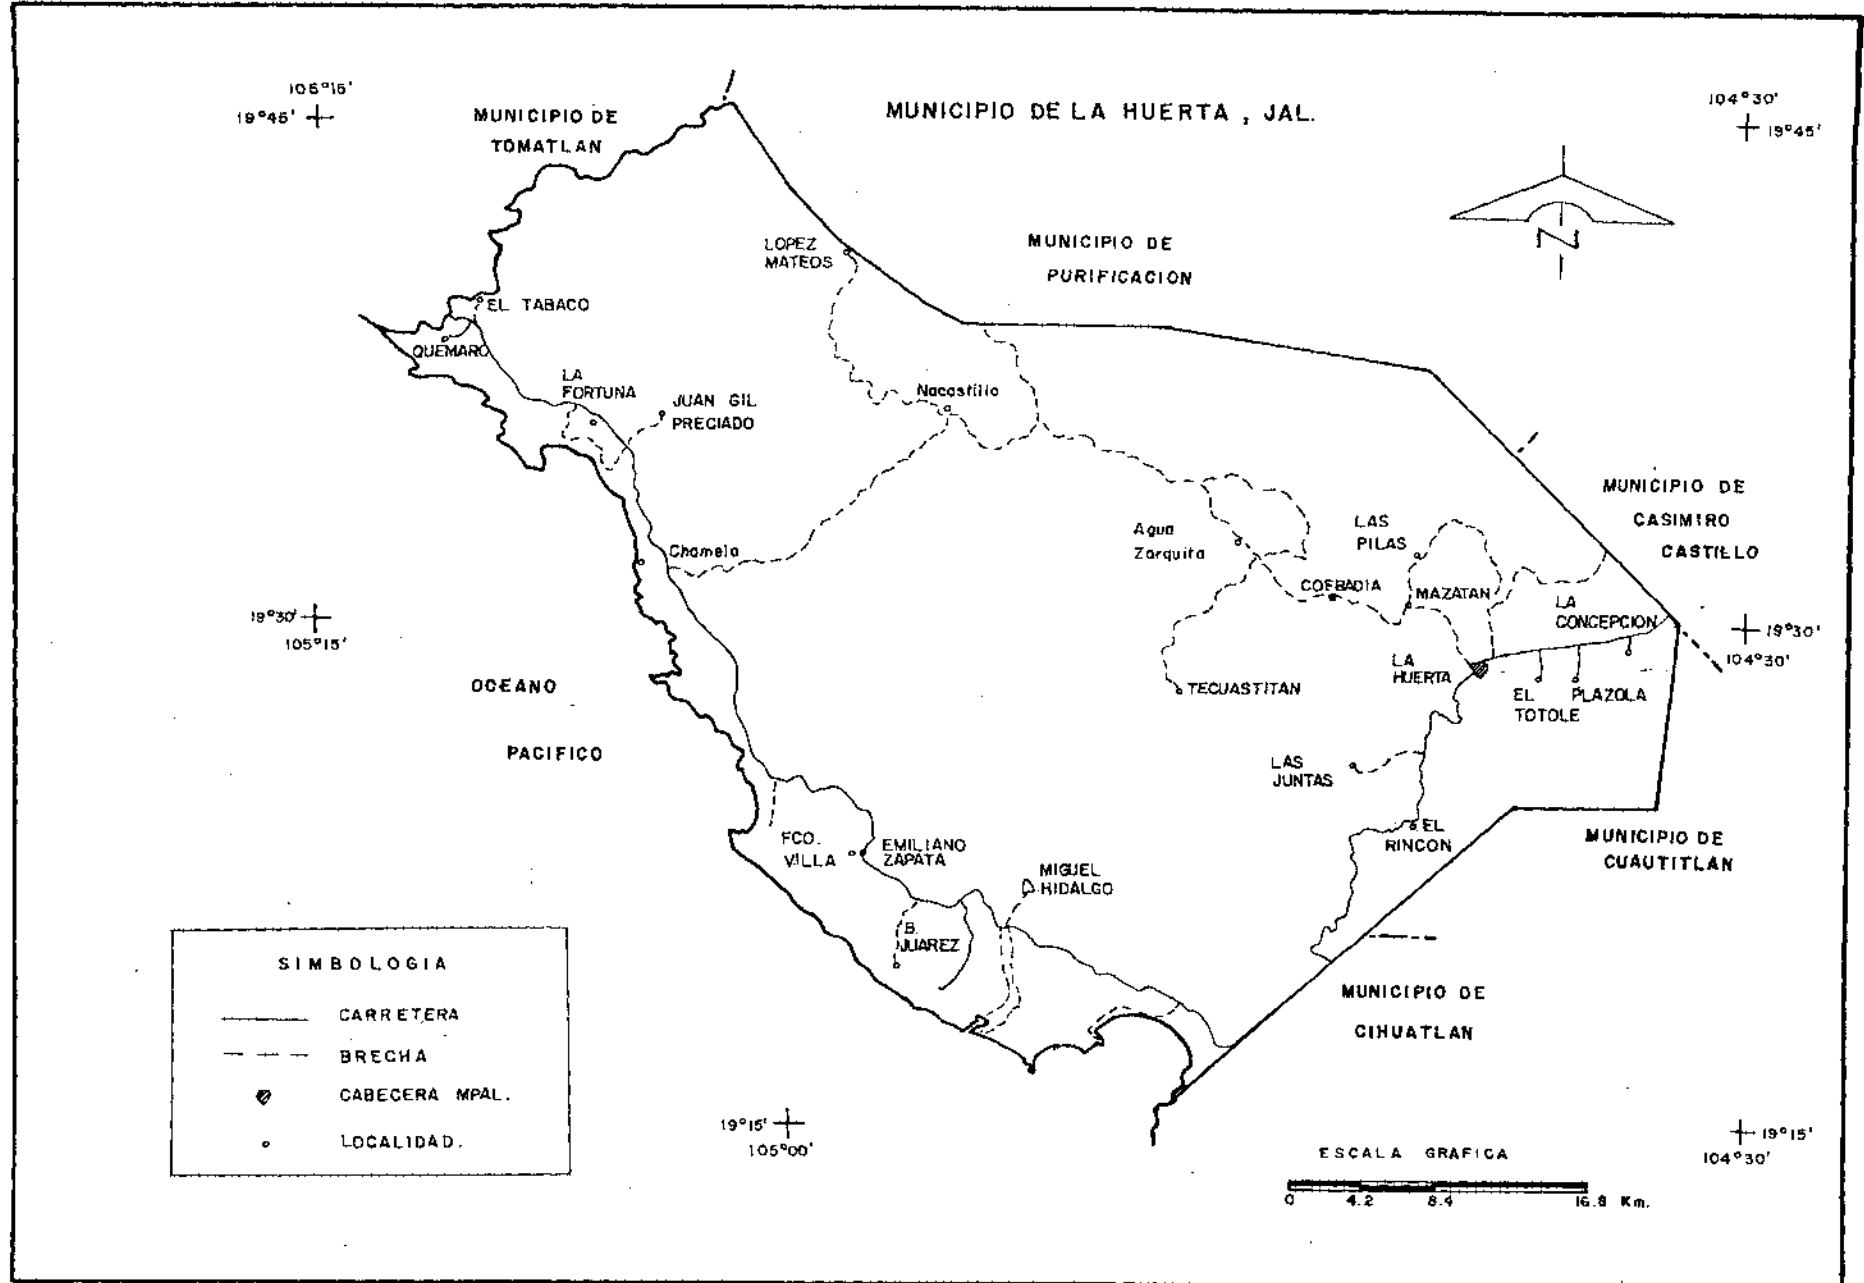 MUNICIPIO DE LA HUERTA , JAL.
105°15'
19°45'
104°30'
19°45'
MUNICIPIO DE
TOMATLAN
MUNICIPIO DE
PURIFICACION
N
LOPEZ
MATEOS
EL TABACO
QUEMARO
LA
FORTUNA
JUAN GIL
PRECIADO
Nacastillo
MUNICIPIO DE
CASIMIRO
CASTILLO
Agua
Zarquita
LAS
PILAS
Chamela
MAZATAN
LA
CONCEPCION
19°30'
105°15'
19°30'
104°30'
LA
HUERTA
TECUASTITAN
EL
TOTOLE
PLAZOLA
OCEANO
PACIFICO
LAS
JUNTAS
EL
RINCON
MUNICIPIO DE
CUAUTITLAN
FCO.
VILLA
EMILIANO
ZAPATA
MIGUEL
HIDALGO
B.
JUAREZ
MUNICIPIO DE
CIHUATLAN
SIMBOLOGIA
CARRETERA
BRECHA
CABECERA MPAL.
LOCALIDAD.
19°15'
105°00'
19°15'
104°30'
ESCALA GRAFICA
0 4.2 8.4 16.8 Km.